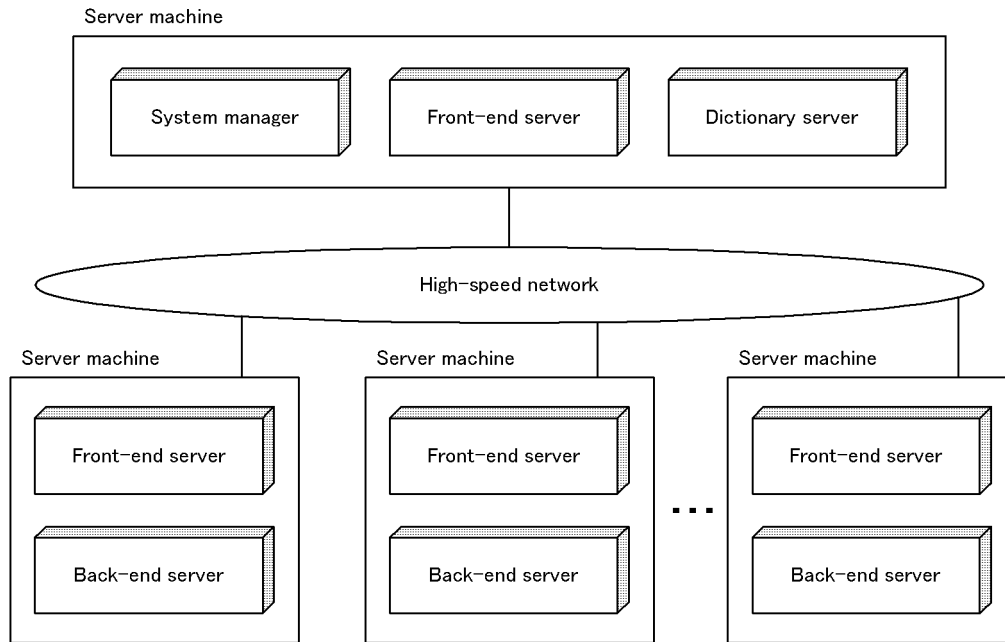 Server machine
System manager
Front-end server
Dictionary server
High-speed network
Server machine
Server machine
Server machine
Front-end server
Front-end server
Front-end server
...
Back-end server
Back-end server
Back-end server